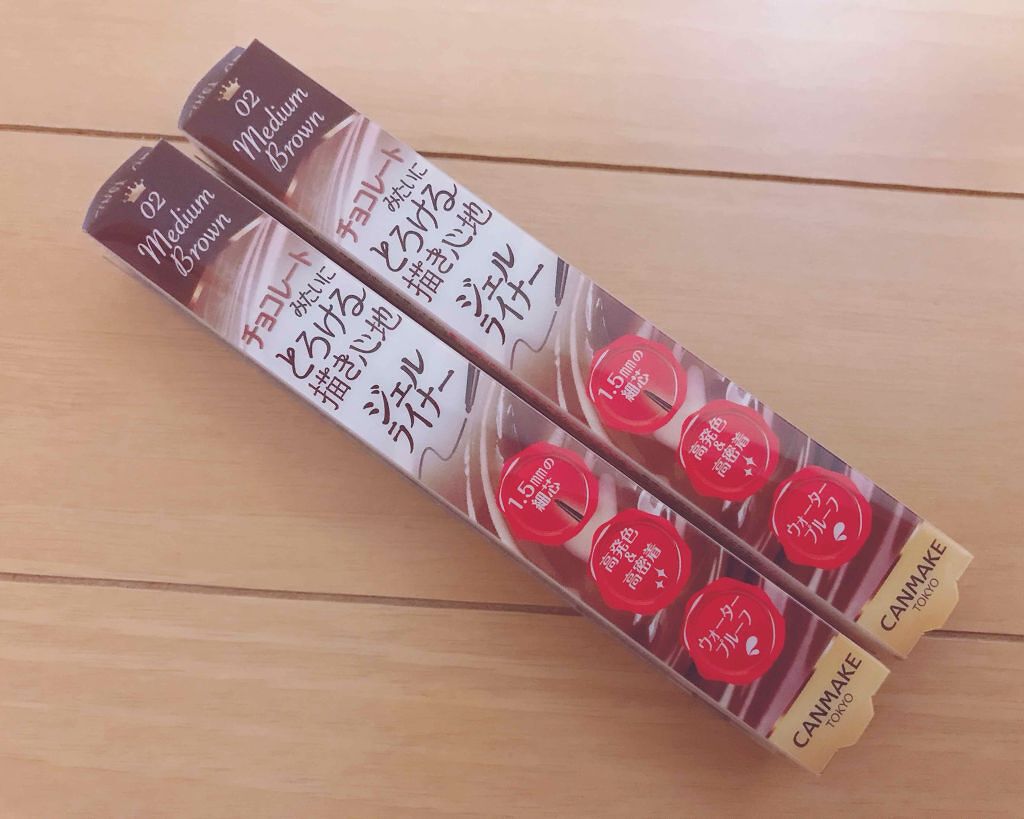 02
Medium
Brown
チョコレート
みたいに
とろける
描き心地
ジェル
ライナー
1.5mmの
細芯
高発色
&
高密着
ウォーター
プルーフ
CANMAKE
TOKYO
02
Medium
Brown
チョコレート
みたいに
とろける
描き心地
ジェル
ライナー
1.5mmの
細芯
高発色
&
高密着
ウォーター
プルーフ
CANMAKE
TOKYO